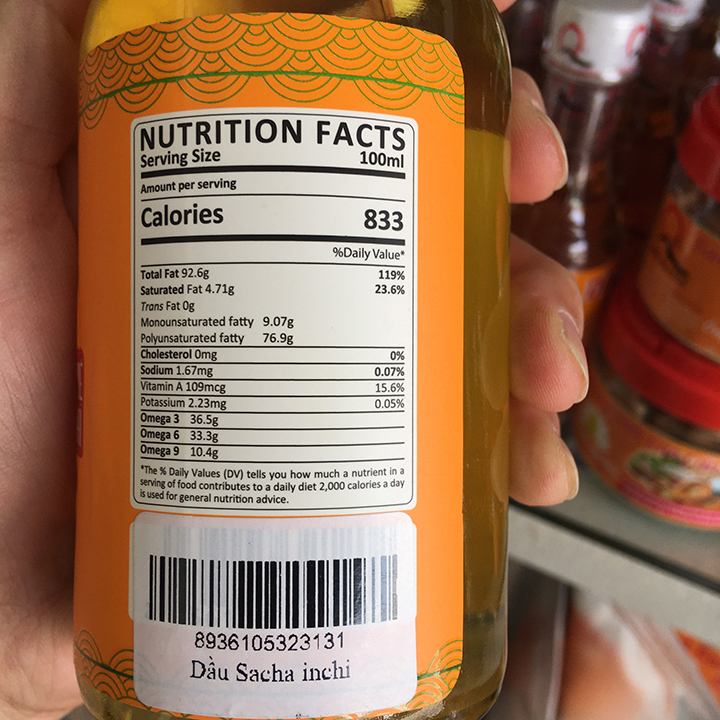 NUTRITION FACTS
Serving Size 100ml
Amount per serving
Calories 833
%Daily Value*
Total Fat 92.6g 119%
Saturated Fat 4.71g 23.6%
Trans Fat 0g
Monounsaturated fatty 9.07g
Polyunsaturated fatty 76.9g
Cholesterol 0mg 0%
Sodium 1.67mg 0.07%
Vitamin A 109mcg 15.6%
Potassium 2.23mg 0.05%
Omega 3 36.5g
Omega 6 33.3g
Omega 9 10.4g
*The % Daily Values (DV) tells you how much a nutrient in a
serving of food contributes to a daily diet 2,000 calories a day
is used for general nutrition advice.
8936105323131
Dầu Sacha inchi